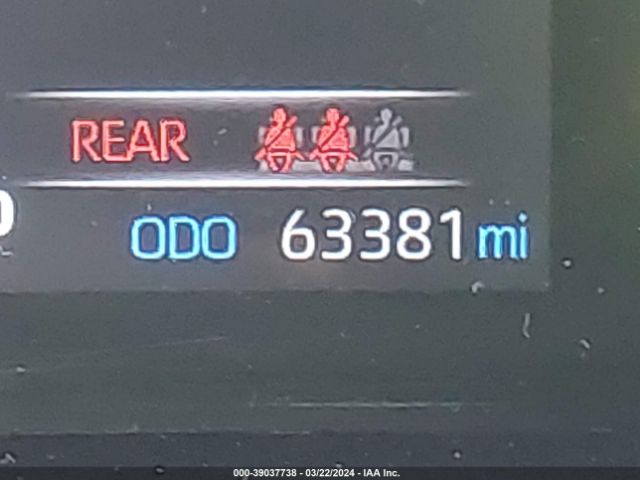 REAR
ODO 63381 mi
000-39037738 - 03/22/2024 - IAA Inc.